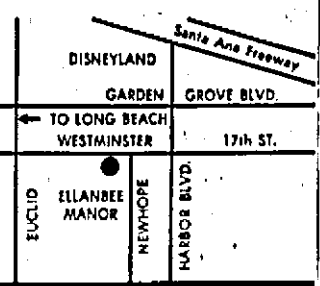 Santa Ana Freeway
DISNEYLAND
GARDEN GROVE BLVD.
← TO LONG BEACH
WESTMINSTER 17th ST.
EUCLID
ELLANBEE
MANOR
NEWHOPE
HARBOR BLVD.